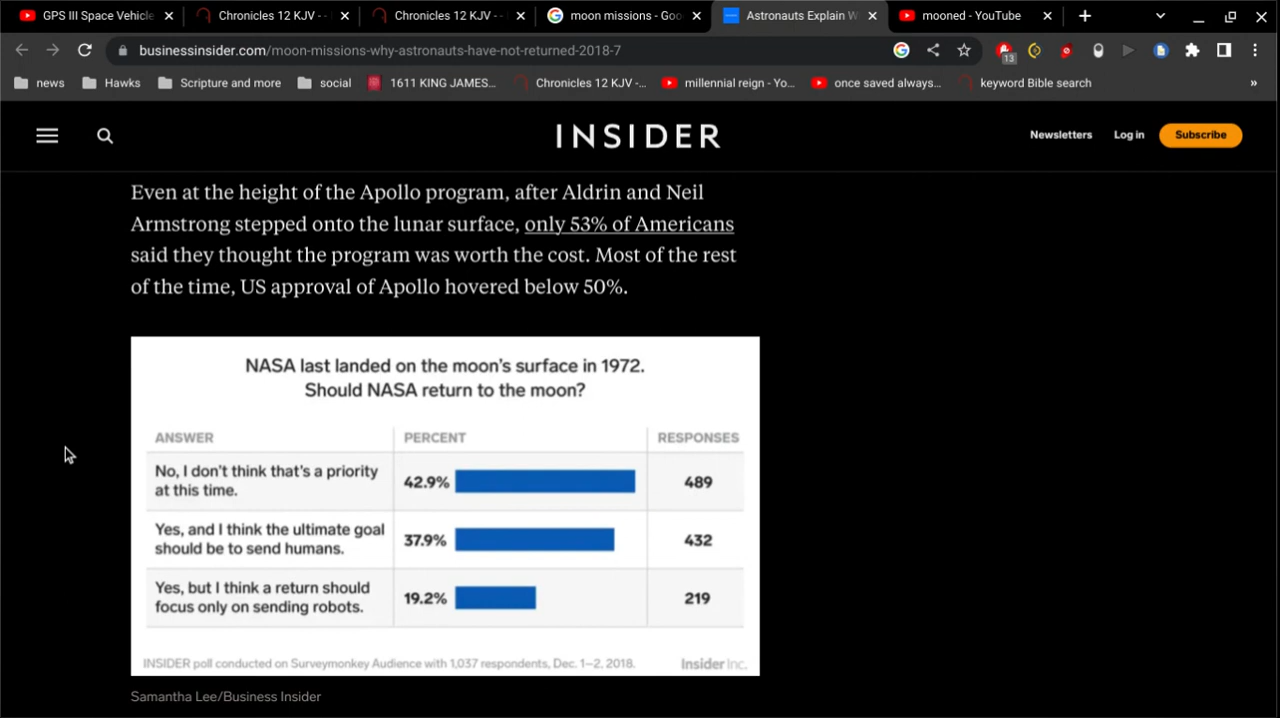 GPS III Space Vehicle
Chronicles 12 KJV - -
Chronicles 12 KJV - -
moon missions - Goo
Astronauts Explain W
mooned - YouTube
businessinsider.com/moon-missions-why-astronauts-have-not-returned-2018-7
13
news
Hawks
Scripture and more
social
1611 KING JAMES...
Chronicles 12 KJV -...
millennial reign - Yo...
once saved always...
keyword Bible search
»
INSIDER
Newsletters
Log in
Subscribe
Even at the height of the Apollo program, after Aldrin and Neil
Armstrong stepped onto the lunar surface, only 53% of Americans
said they thought the program was worth the cost. Most of the rest
of the time, US approval of Apollo hovered below 50%.
NASA last landed on the moon's surface in 1972.
Should NASA return to the moon?
ANSWER PERCENT RESPONSES
No, I don't think that's a priority
at this time.
42.9%
489
Yes, and I think the ultimate goal
should be to send humans.
37.9%
432
Yes, but I think a return should
focus only on sending robots.
19.2%
219
INSIDER poll conducted on Surveymonkey Audience with 1,037 respondents, Dec. 1–2, 2018.
Insider Inc.
Samantha Lee/Business Insider